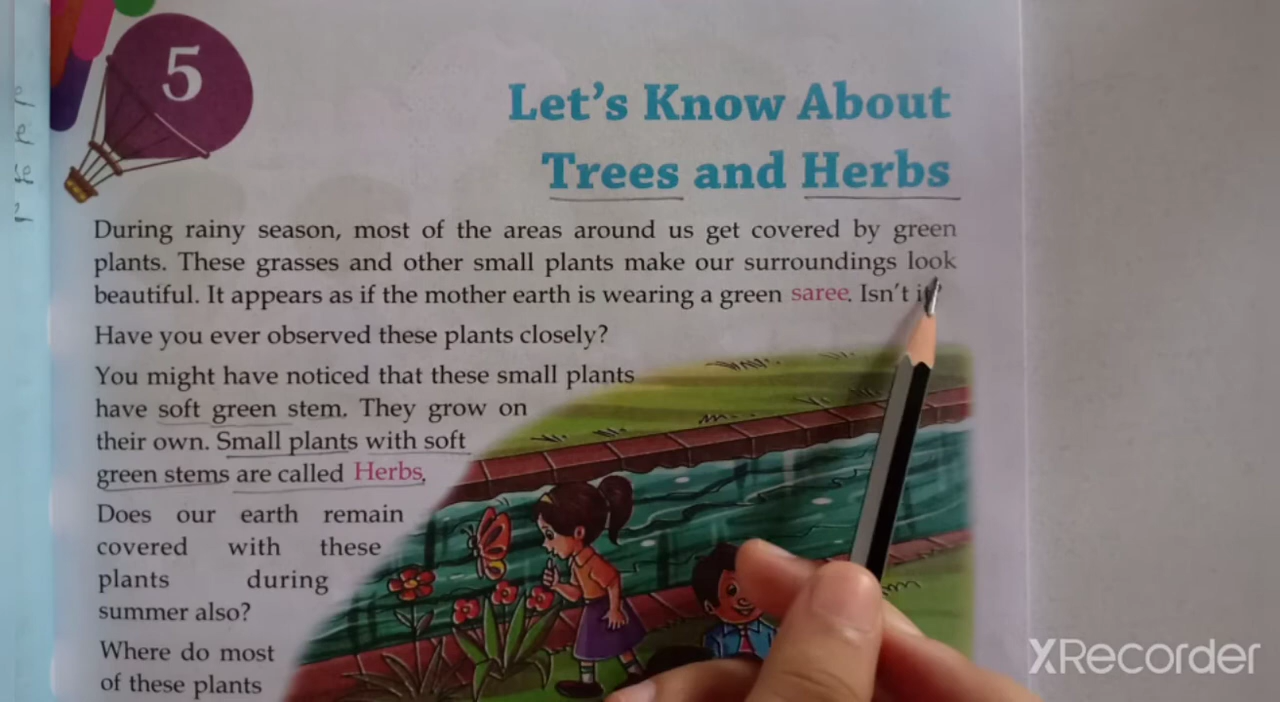 5
Let's Know About
Trees and Herbs
During rainy season, most of the areas around us get covered by green
plants. These grasses and other small plants make our surroundings look
beautiful. It appears as if the mother earth is wearing a green saree. Isn't it?
Have you ever observed these plants closely?
You might have noticed that these small plants
have soft green stem. They grow on
their own. Small plants with soft
green stems are called Herbs.
Does our earth remain
covered with these
plants during
summer also?
Where do most
of these plants
XRecorder